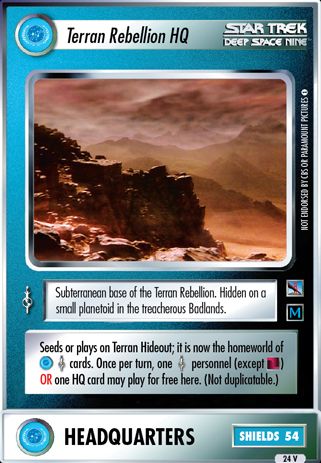 Terran Rebellion HQ
STAR TREK
DEEP SPACE NINE
NOT ENDORSED BY CBS OR PARAMOUNT PICTURES
Subterranean base of the Terran Rebellion. Hidden on a
small planetoid in the treacherous Badlands.
M
Seeds or plays on Terran Hideout; it is now the homeworld of
cards. Once per turn, one personnel (except )
OR one HQ card may play for free here. (Not duplicatable.)
HEADQUARTERS
SHIELDS 54
24 V